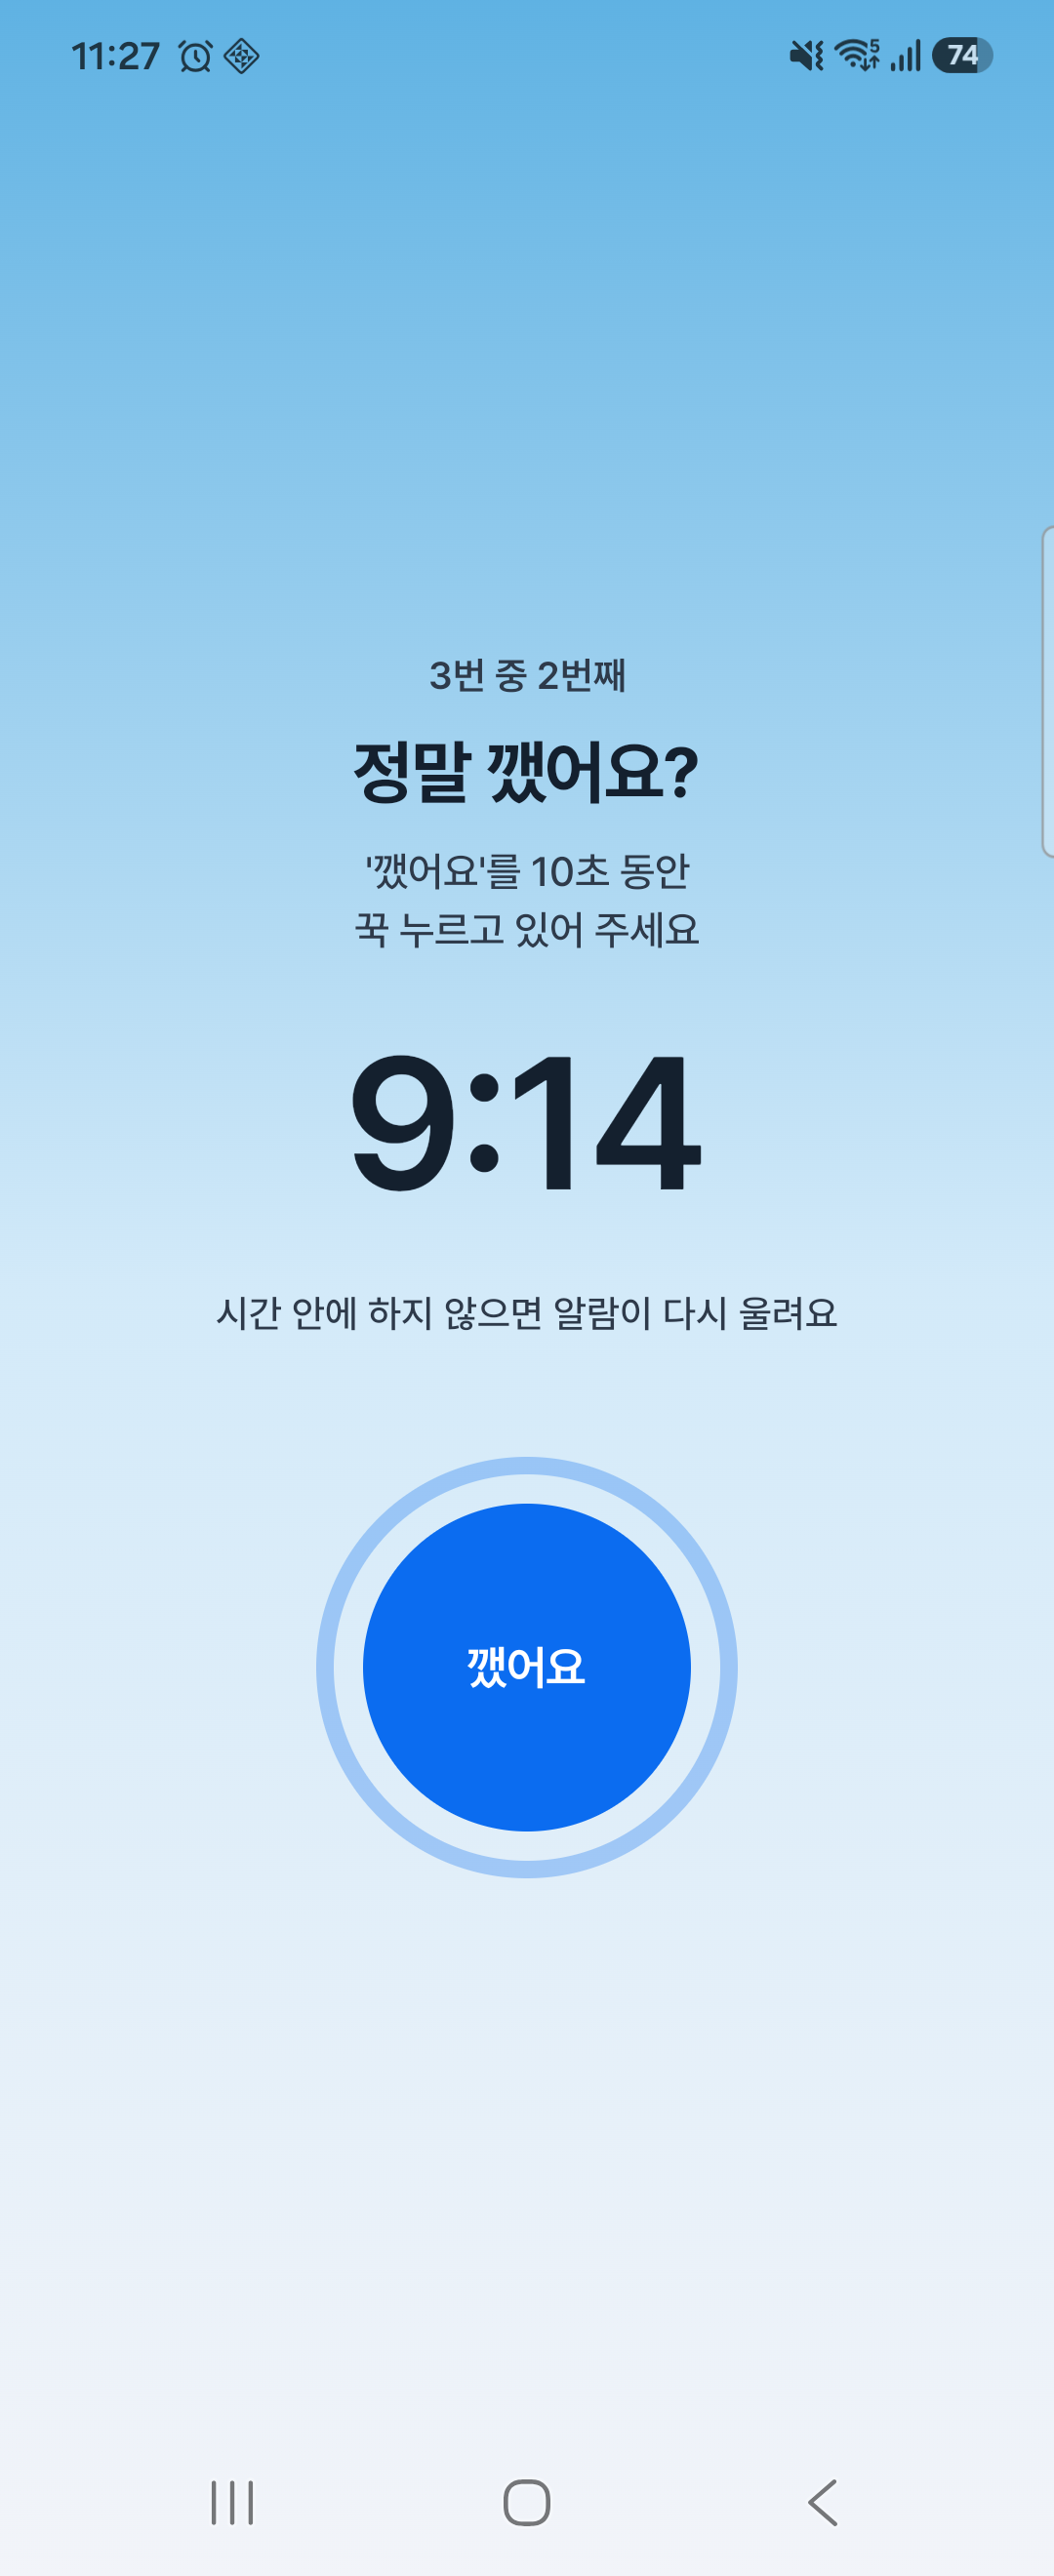 11:27
5
74
3번 중 2번째
정말 깼어요?
'깼어요'를 10초 동안
꾹 누르고 있어 주세요
9:14
시간 안에 하지 않으면 알람이 다시 울려요
깼어요